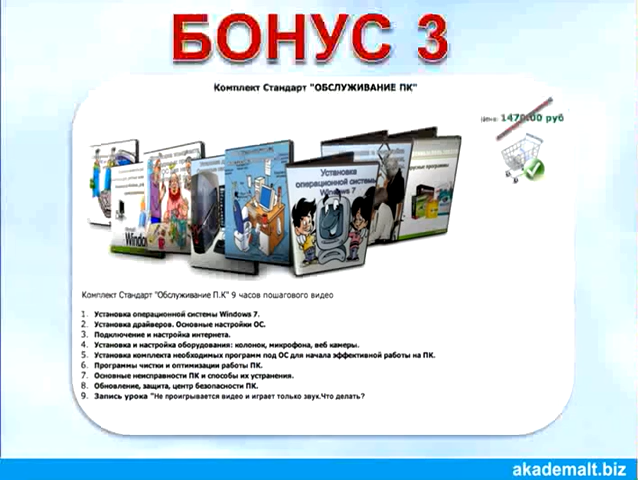 БОНУС 3
Комплект Стандарт "ОБСЛУЖИВАНИЕ ПК"
Цена: 1470.00 руб
Установка
операционной системы
Windows 7
Комплект Стандарт "Обслуживание П.К" 9 часов пошагового видео
1. Установка операционной системы Windows 7.
2. Установка драйверов. Основные настройки ОС.
3. Подключение и настройка интернета.
4. Установка и настройка оборудования: колонок, микрофона, веб камеры.
5. Установка комплекта необходимых программ под ОС для начала эффективной работы на ПК.
6. Программы чистки и оптимизации работы ПК.
7. Основные неисправности ПК и способы их устранения.
8. Обновление, защита, центр безопасности ПК.
9. Запись урока "Не проигрывается видео и играет только звук.Что делать?
akademalt.biz